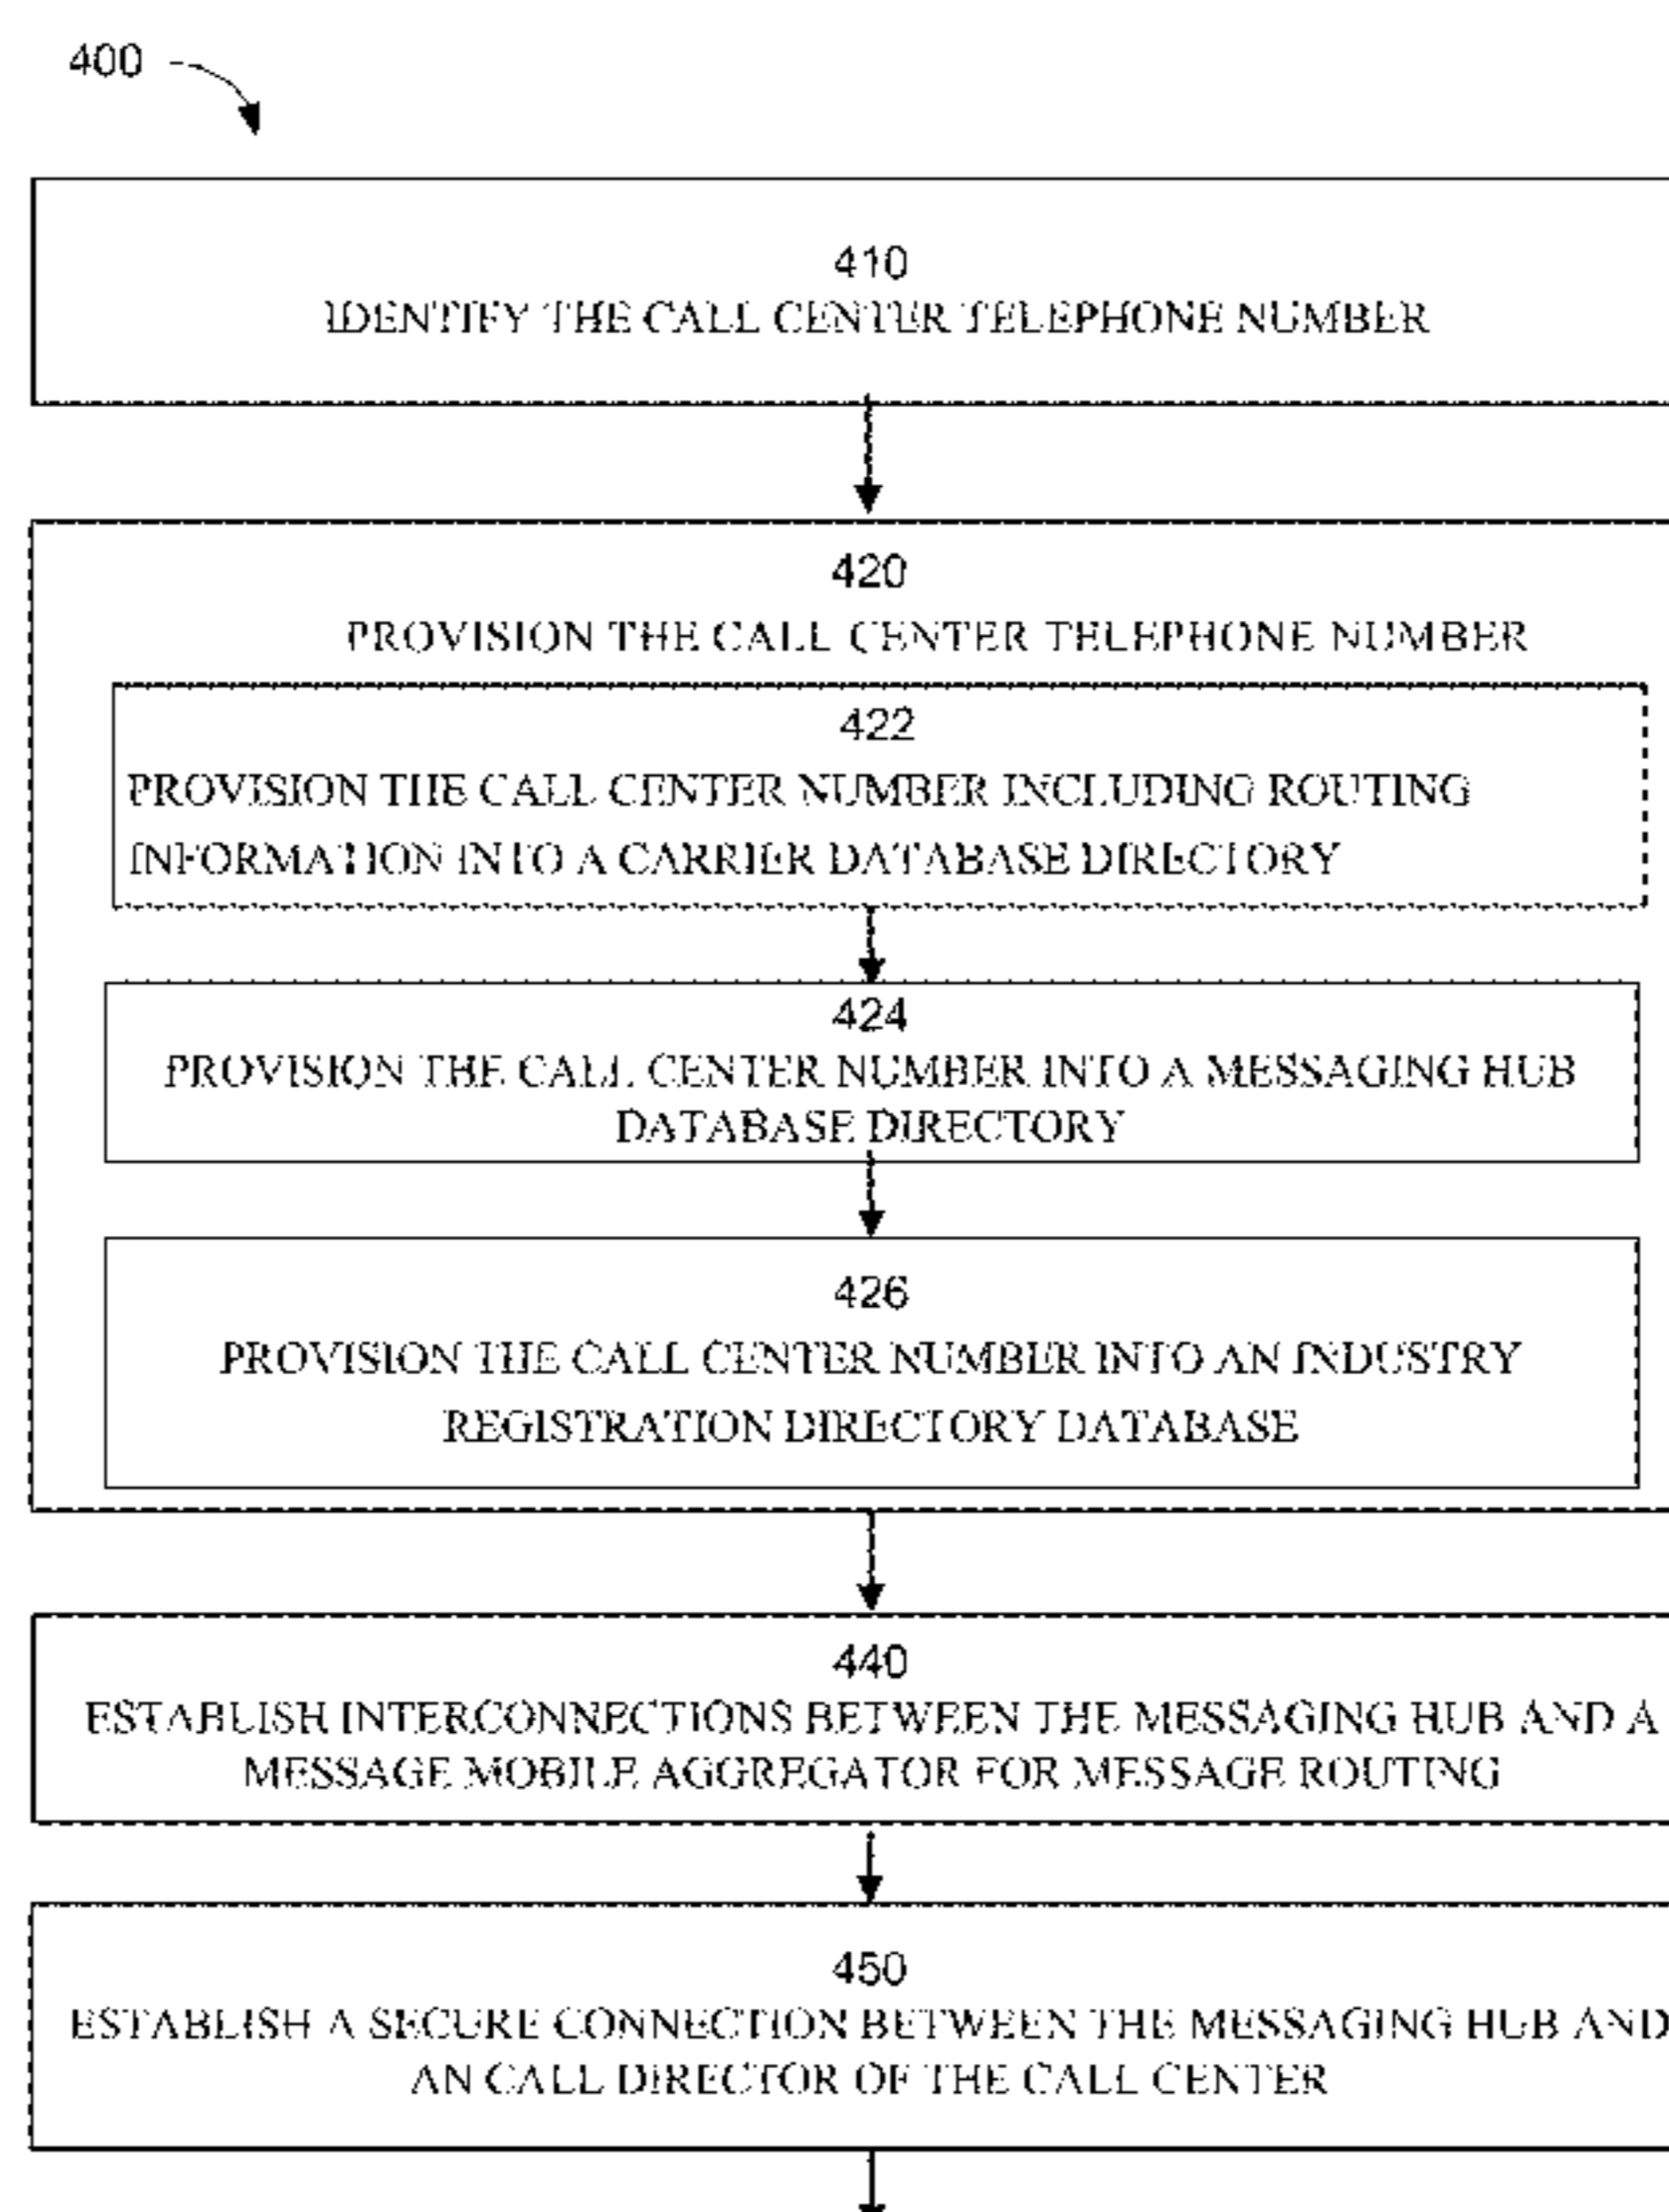 400
410
IDENTIFY THE CALL CENTER TELEPHONE NUMBER
420
PROVISION THE CALL CENTER TELEPHONE NUMBER
422
PROVISION THE CALL CENTER NUMBER INCLUDING ROUTING
INFORMATION INTO A CARRIER DATABASE DIRECTORY
424
PROVISION THE CALL CENTER NUMBER INTO A MESSAGING HUB
DATABASE DIRECTORY
426
PROVISION THE CALL CENTER NUMBER INTO AN INDUSTRY
REGISTRATION DIRECTORY DATABASE
440
ESTABLISH INTERCONNECTIONS BETWEEN THE MESSAGING HUB AND A
MESSAGE MOBILE AGGREGATOR FOR MESSAGE ROUTING
450
ESTABLISH A SECURE CONNECTION BETWEEN THE MESSAGING HUB AND
AN CALL DIRECTOR OF THE CALL CENTER